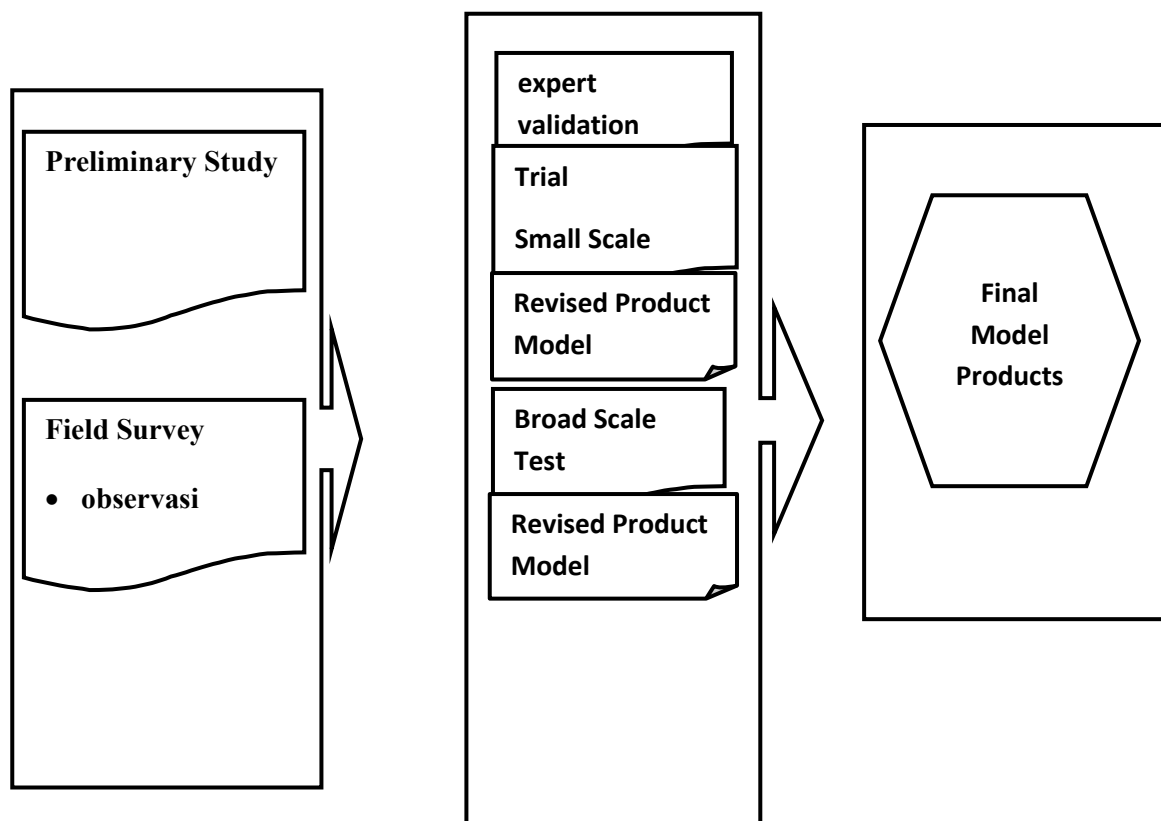 Preliminary Study
Field Survey
• observasi
expert
validation
Trial
Small Scale
Revised Product
Model
Broad Scale
Test
Revised Product
Model
Final
Model
Products